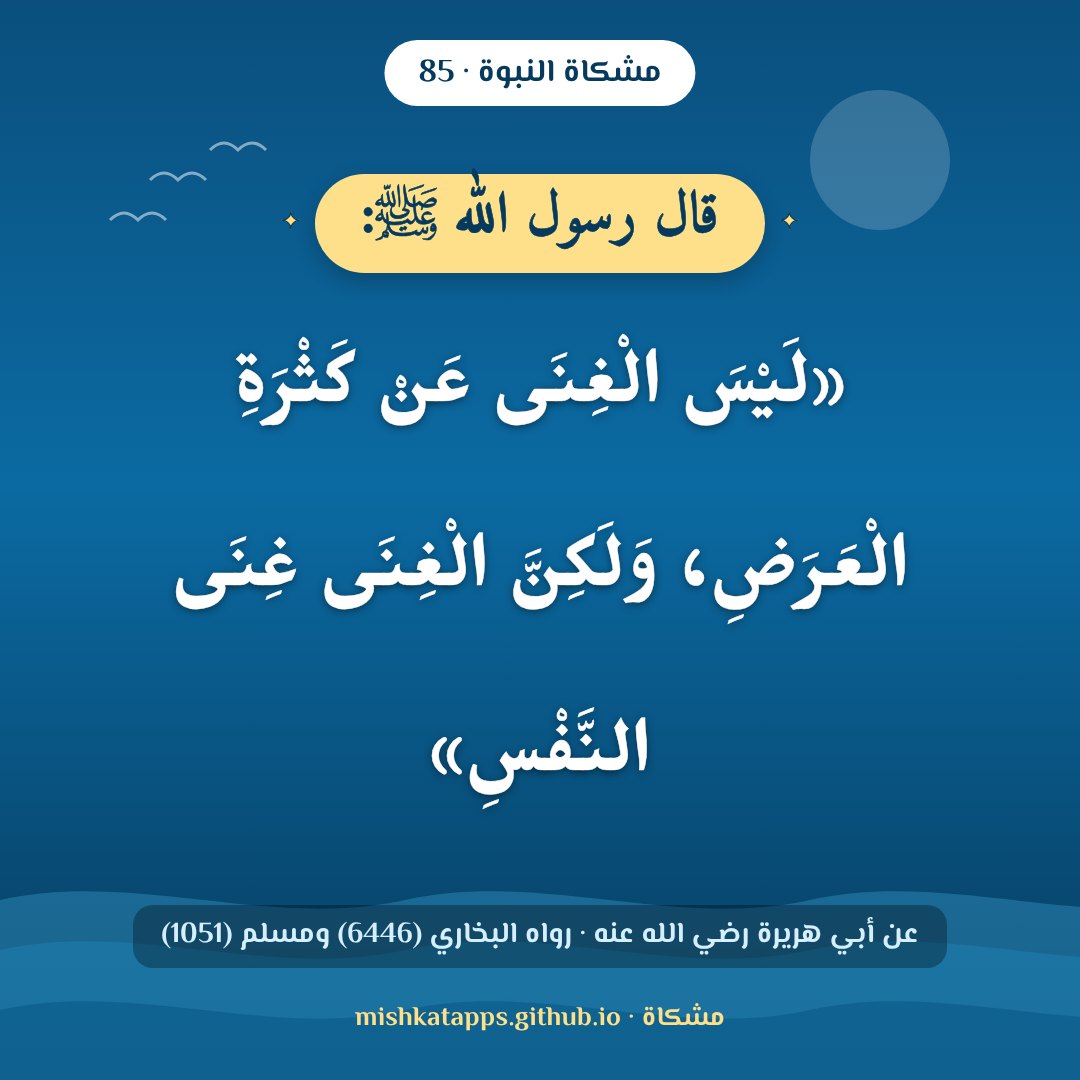 مشكاة النبوة · 85
قال رسول الله ﷺ:
«لَيْسَ الْغِنَى عَنْ كَثْرَةِ
الْعَرَضِ، وَلَكِنَّ الْغِنَى غِنَى
النَّفْسِ»
عن أبي هريرة رضي الله عنه · رواه البخاري (6446) ومسلم (1051)
مشكاة · mishkatapps.github.io